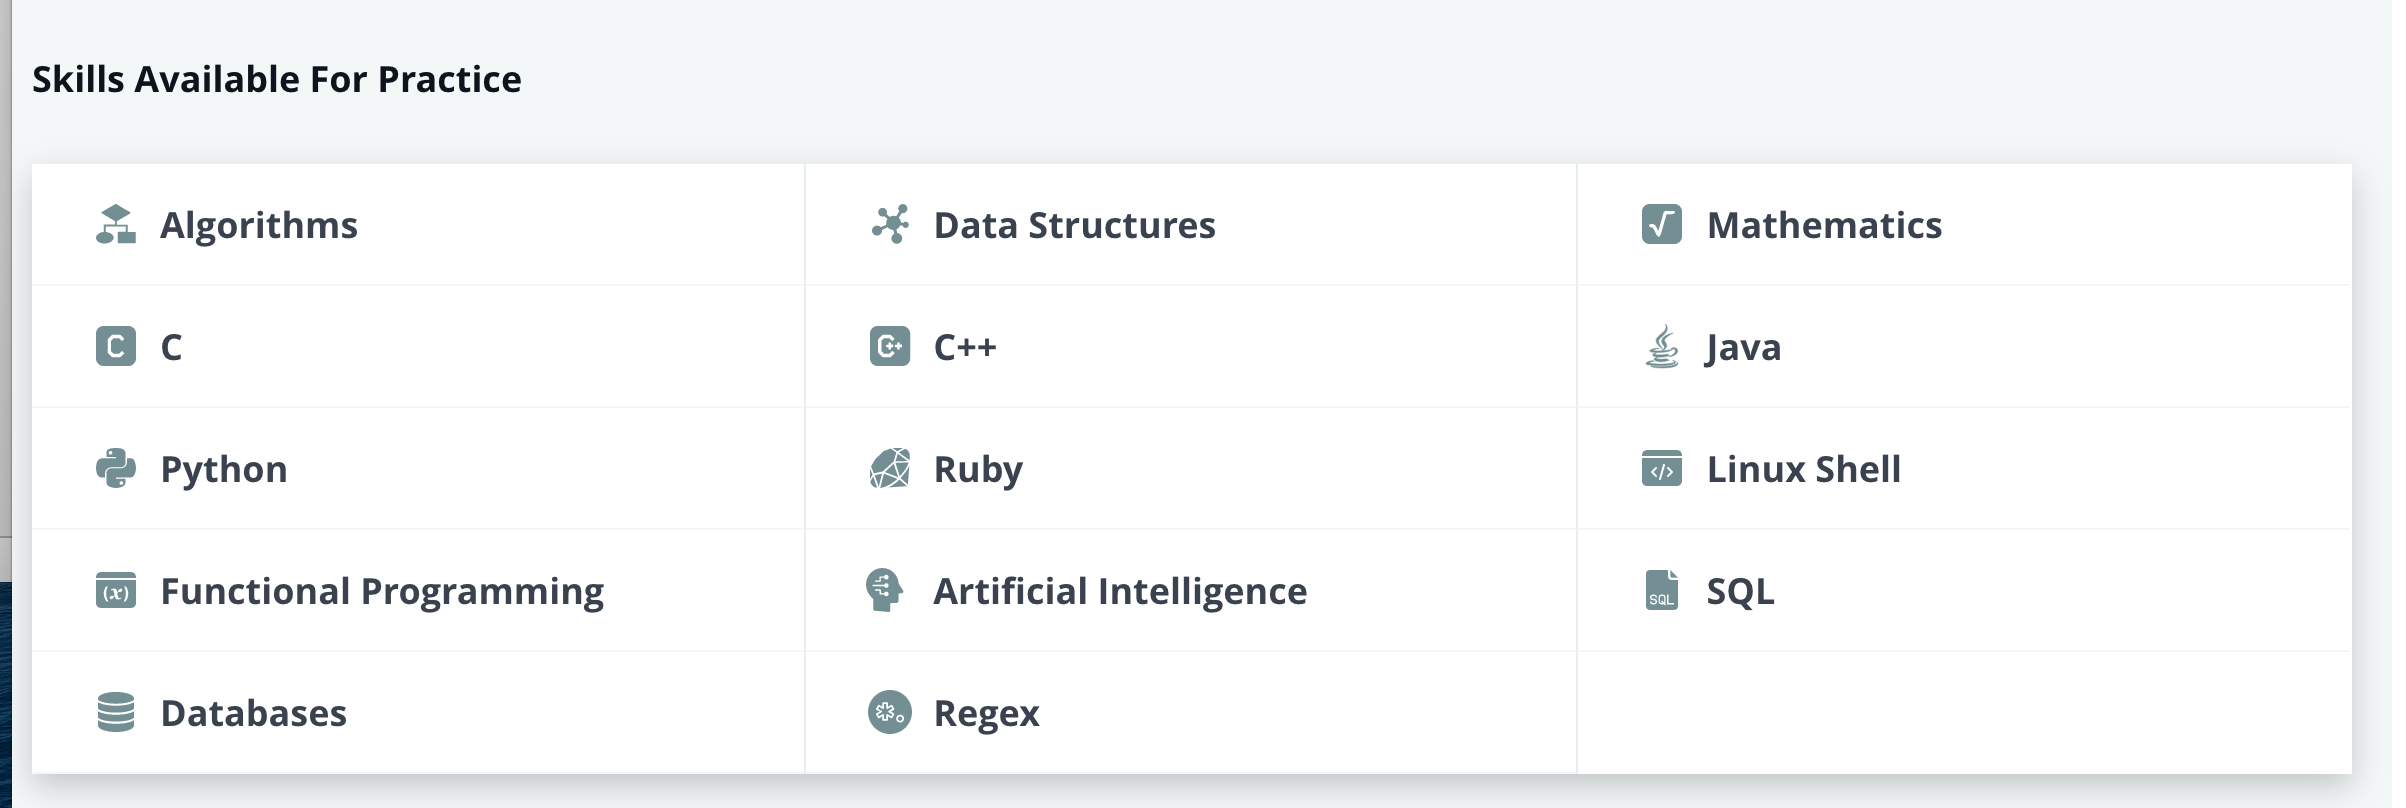 Skills Available For Practice
Algorithms
Data Structures
Mathematics
C
C
C++
C++
Java
Python
Ruby
</>
Linux Shell
(x)
Functional Programming
Artificial Intelligence
SQL
SQL
Databases
Regex